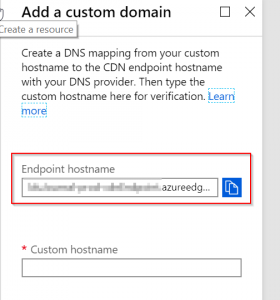 Add a custom domain
Create a resource
Create a DNS mapping from your custom
hostname to the CDN endpoint hostname
with your DNS provider. Then type the
custom hostname here for verification. Learn
more
Endpoint hostname
.azureedg...
* Custom hostname